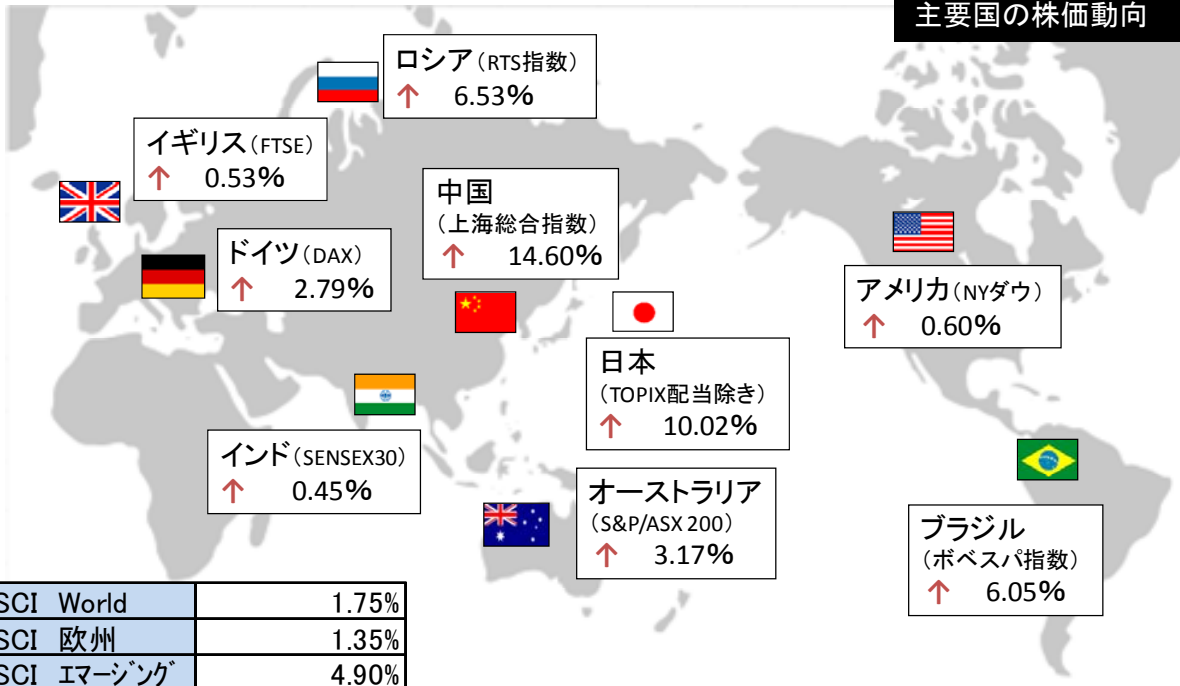 主要国の株価動向
ロシア（RTS指数）
↑ 6.53%
イギリス（FTSE）
↑ 0.53%
中国
（上海総合指数）
↑ 14.60%
ドイツ（DAX）
↑ 2.79%
アメリカ（NYダウ）
↑ 0.60%
日本
（TOPIX配当除き）
↑ 10.02%
インド（SENSEX30）
↑ 0.45%
オーストラリア
（S&P/ASX 200）
↑ 3.17%
ブラジル
（ボベスパ指数）
↑ 6.05%
SCI World 1.75%
SCI 欧州 1.35%
SCI ｴﾏｰｼﾞﾝｸﾞ 4.90%